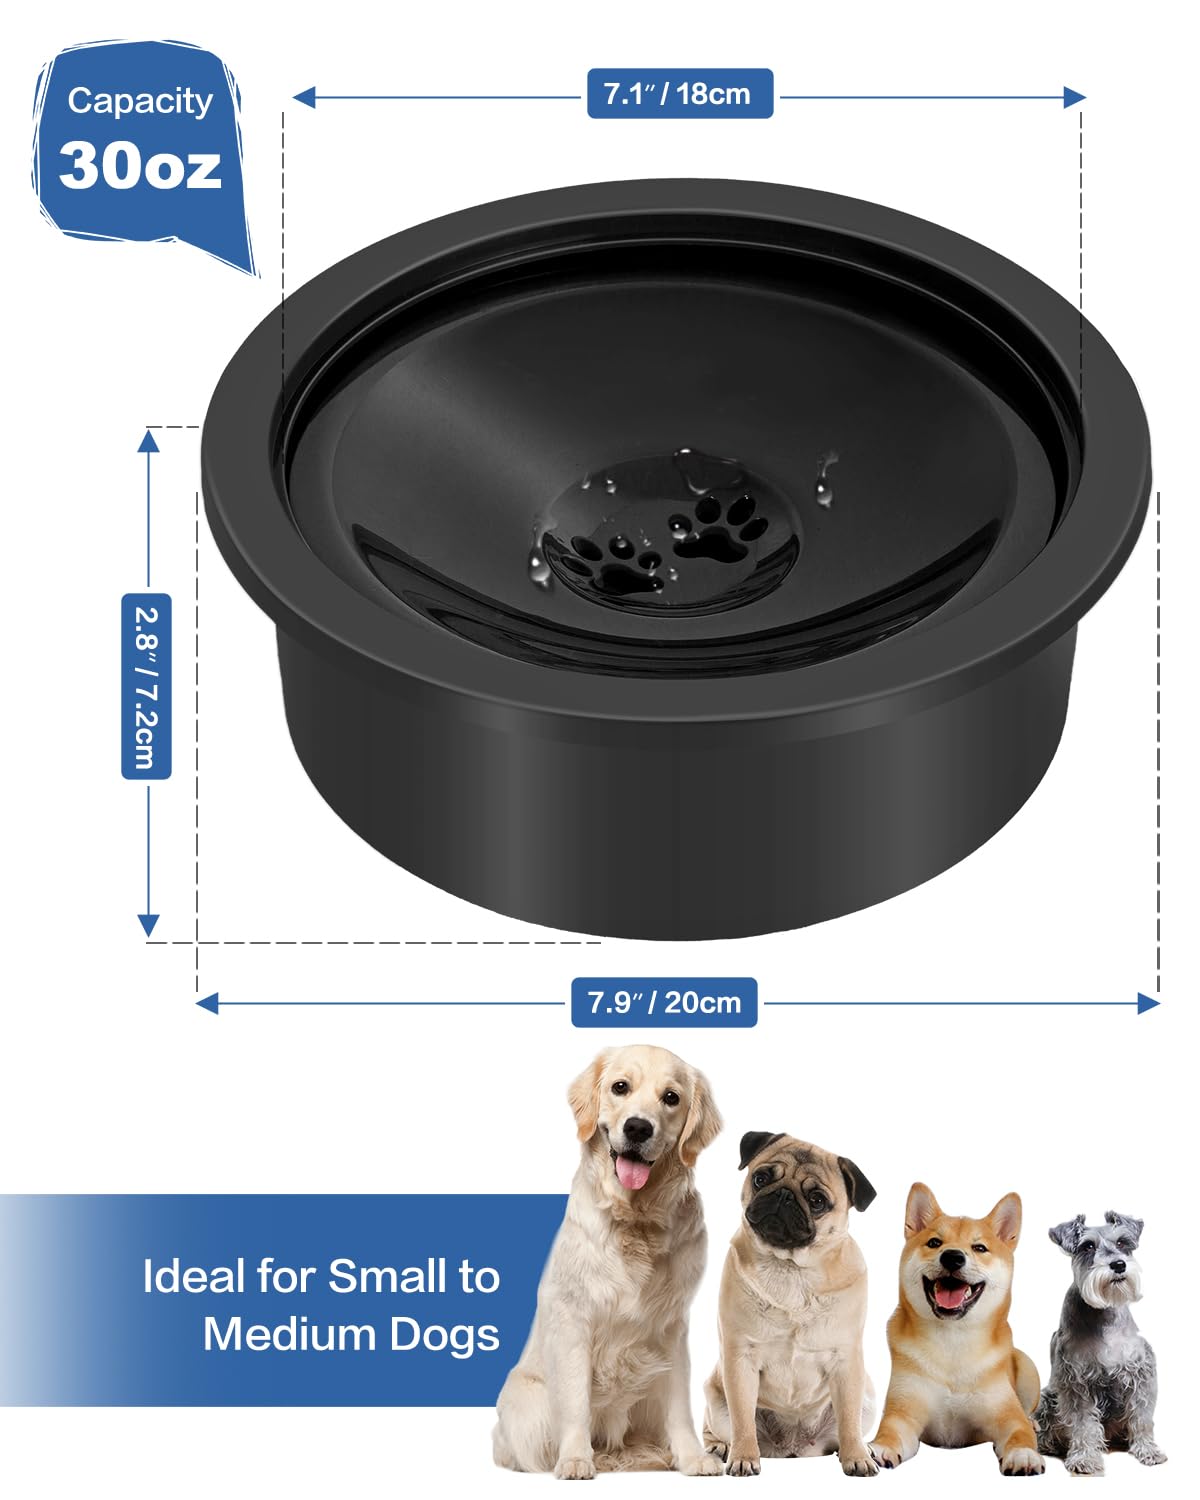 Capacity
30oz
7.1″ / 18cm
2.8″ / 7.2cm
7.9″ / 20cm
Ideal for Small to
Medium Dogs